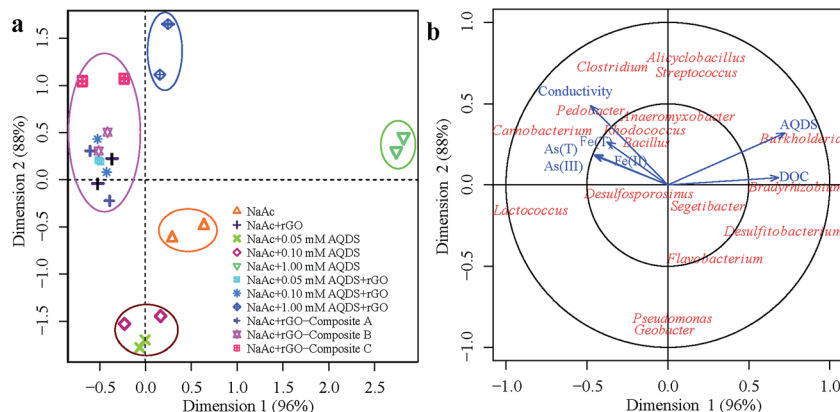 a
1.5
1.0
0.5
0.0
−0.5
−1.0
−1.5
Dimension 2 (88%)
−0.5
0.0
0.5
1.0
1.5
2.0
2.5
Dimension 1 (96%)
NaAc
NaAc+rGO
NaAc+0.05 mM AQDS
NaAc+0.10 mM AQDS
NaAc+1.00 mM AQDS
NaAc+0.05 mM AQDS+rGO
NaAc+0.10 mM AQDS+rGO
NaAc+1.00 mM AQDS+rGO
NaAc+rGO−Composite A
NaAc+rGO−Composite B
NaAc+rGO−Composite C
b
1.0
0.5
0.0
−0.5
−1.0
Dimension 2 (88%)
Alicyclobacillus
Clostridium
Streptococcus
Conductivity
Pedobacter
Anaeromyxobacter
AQDS
Carnobacterium
Rhodococcus
Fe(T)
Bacillus
Burkholderia
As(T)
Fe(II)
As(III)
DOC
Desulfosporosinus
Bradyrhizobium
Lactococcus
Segetibacter
Desulfitobacterium
Flavobacterium
Pseudomonas
Geobacter
−1.0
−0.5
0.0
0.5
1.0
Dimension 1 (96%)